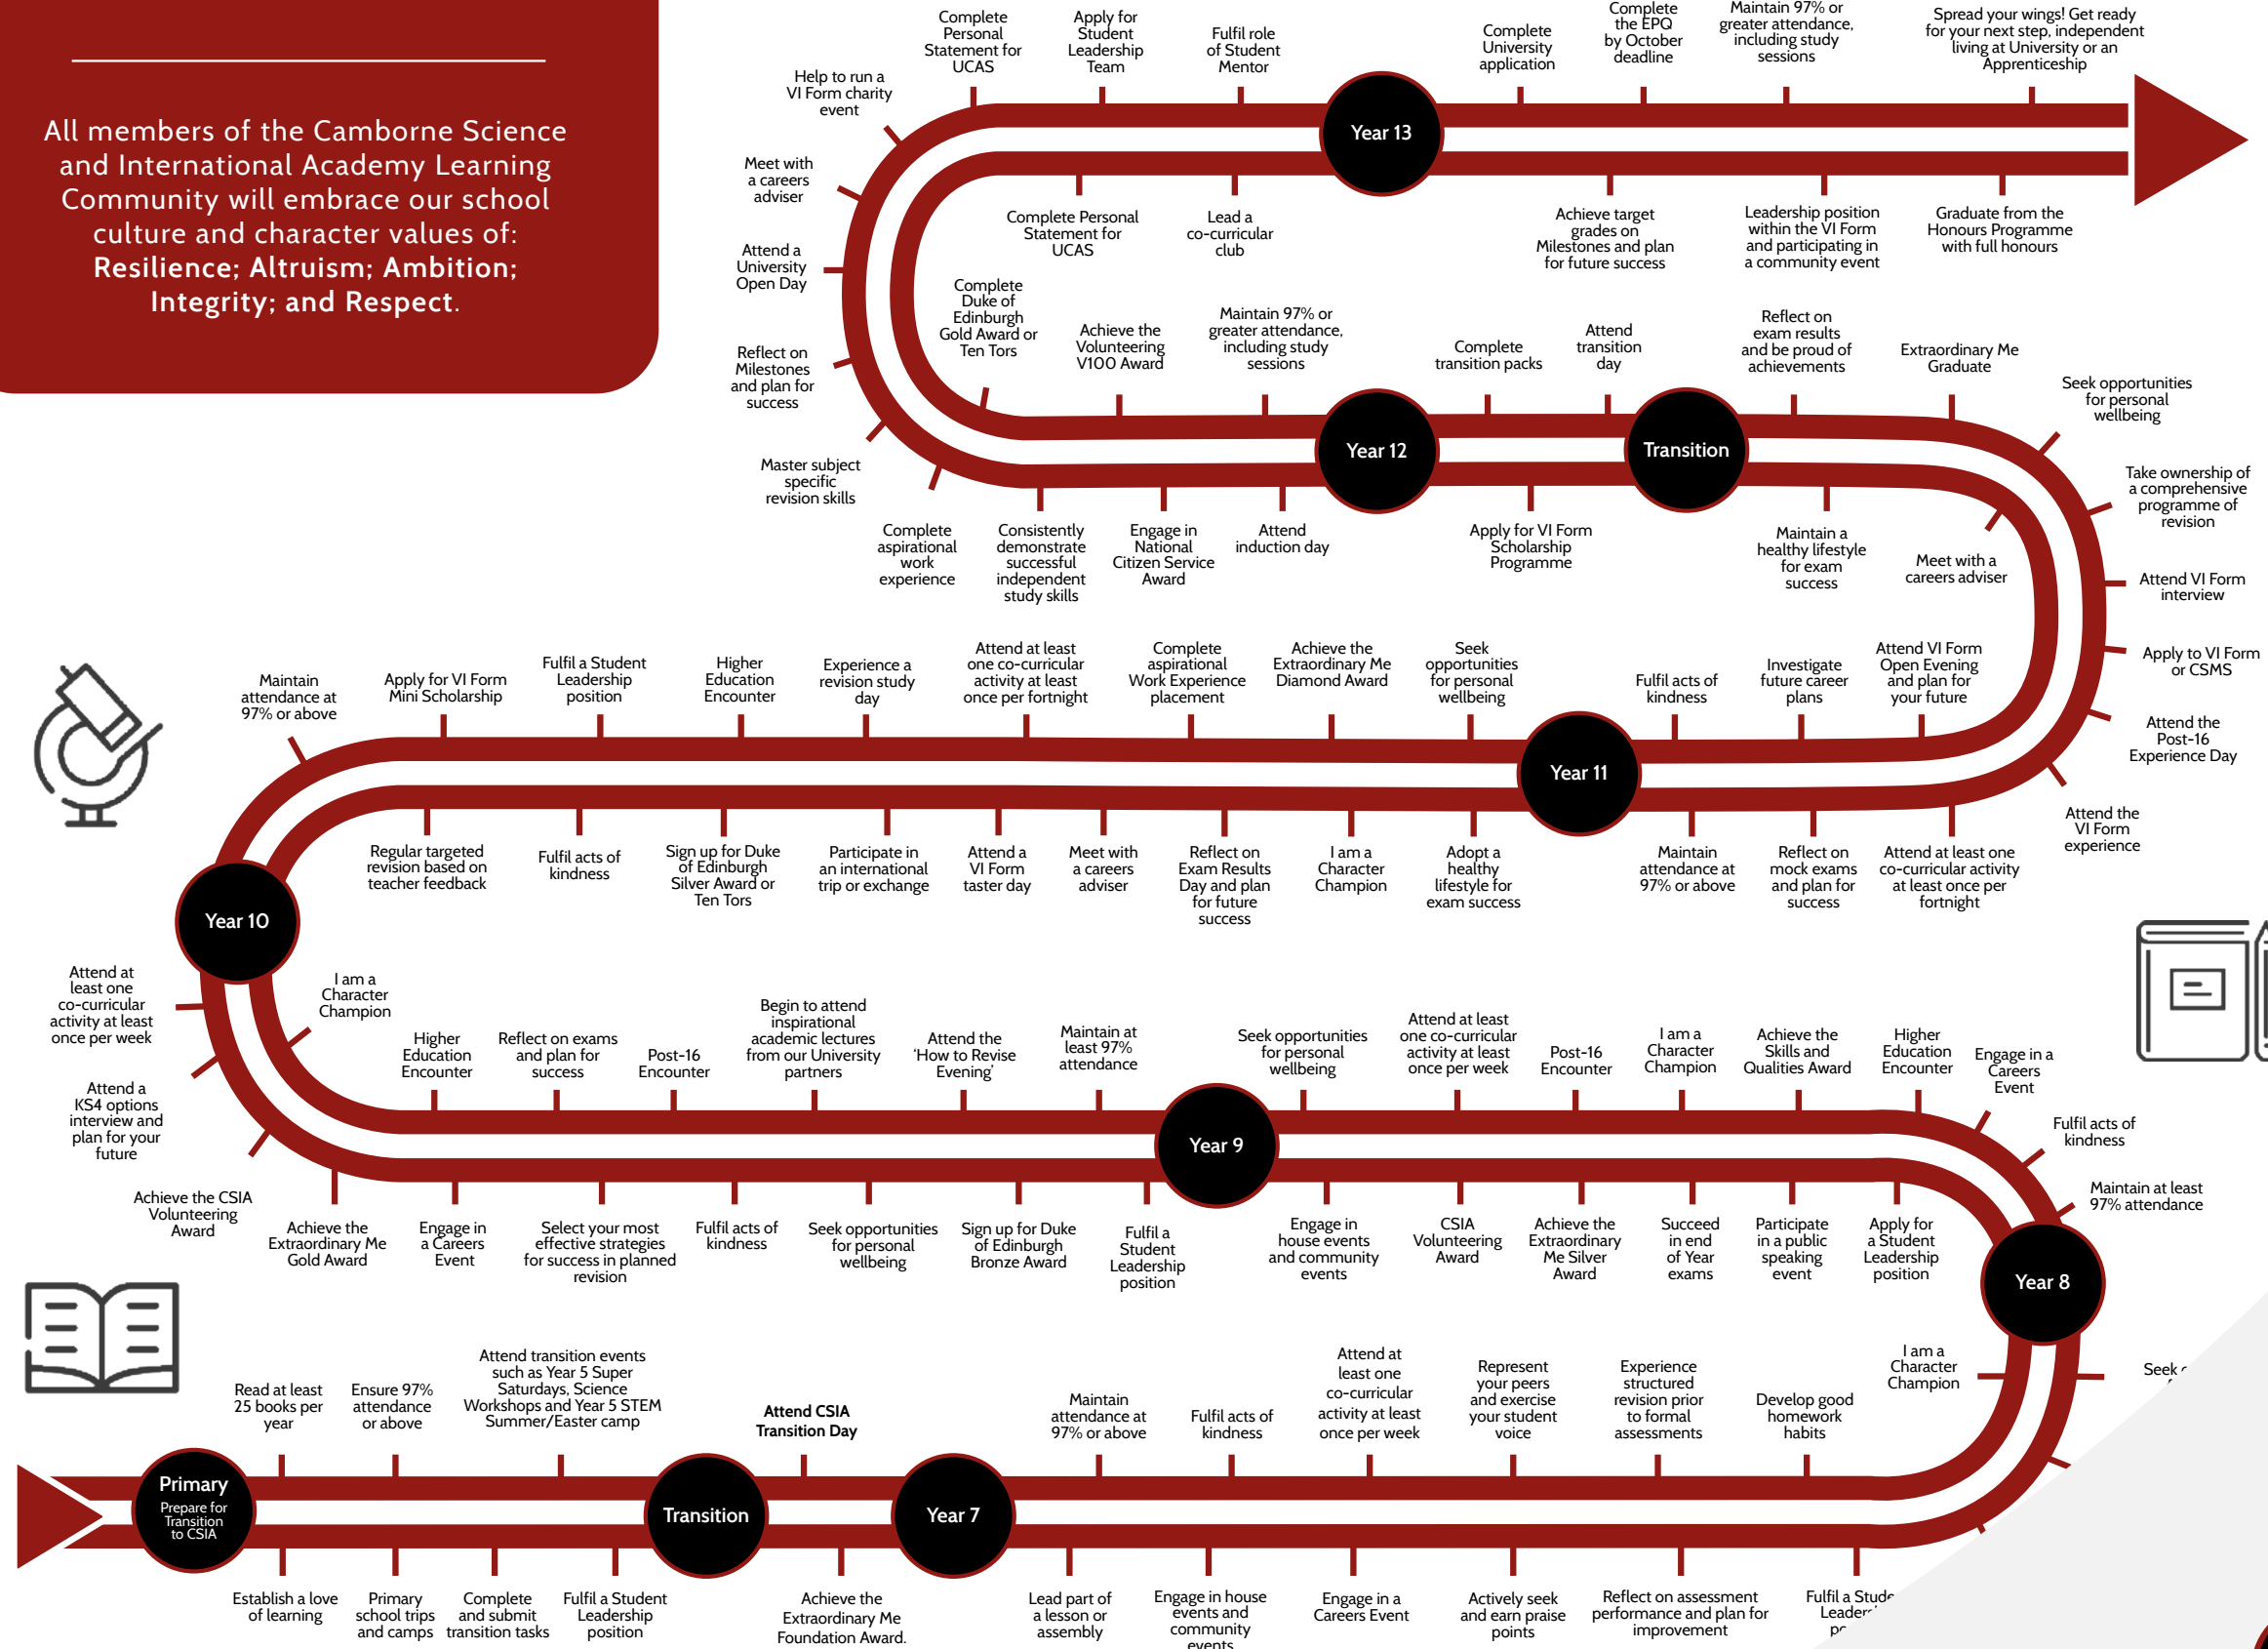 All members of the Camborne Science
and International Academy Learning
Community will embrace our school
culture and character values of:
Resilience; Altruism; Ambition;
Integrity; and Respect.
Complete
Personal
Statement for
UCAS
Apply for
Student
Leadership
Team
Fulfil role
of Student
Mentor
Complete
University
application
Complete
the EPQ
by October
deadline
Maintain 97% or
greater attendance,
including study
sessions
Spread your wings! Get ready
for your next step, independent
living at University or an
Apprenticeship
Help to run a
VI Form charity
event
Meet with
a careers
adviser
Attend a
University
Open Day
Reflect on
Milestones
and plan for
success
Master subject
specific
revision skills
Year 13
Complete Personal
Statement for
UCAS
Lead a
co-curricular
club
Achieve target
grades on
Milestones and plan
for future success
Leadership position
within the VI Form
and participating in
a community event
Graduate from the
Honours Programme
with full honours
Complete
Duke of
Edinburgh
Gold Award or
Ten Tors
Achieve the
Volunteering
V100 Award
Maintain 97% or
greater attendance,
including study
sessions
Complete
transition packs
Attend
transition
day
Reflect on
exam results
and be proud of
achievements
Extraordinary Me
Graduate
Seek opportunities
for personal
wellbeing
Take ownership of
a comprehensive
programme of
revision
Attend VI Form
interview
Apply to VI Form
or CSMS
Attend the
Post-16
Experience Day
Attend the
VI Form
experience
Year 12
Transition
Complete
aspirational
work
experience
Consistently
demonstrate
successful
independent
study skills
Engage in
National
Citizen Service
Award
Attend
induction day
Apply for VI Form
Scholarship
Programme
Maintain a
healthy lifestyle
for exam
success
Meet with a
careers adviser
Maintain
attendance at
97% or above
Apply for VI Form
Mini Scholarship
Fulfil a Student
Leadership
position
Higher
Education
Encounter
Experience a
revision study
day
Attend at least
one co-curricular
activity at least
once per fortnight
Complete
aspirational
Work Experience
placement
Achieve the
Extraordinary Me
Diamond Award
Seek
opportunities
for personal
wellbeing
Fulfil acts of
kindness
Investigate
future career
plans
Attend VI Form
Open Evening
and plan for
your future
Year 11
Regular targeted
revision based on
teacher feedback
Fulfil acts of
kindness
Sign up for Duke
of Edinburgh
Silver Award or
Ten Tors
Participate in
an international
trip or exchange
Attend a
VI Form
taster day
Meet with
a careers
adviser
Reflect on
Exam Results
Day and plan
for future
success
I am a
Character
Champion
Adopt a
healthy
lifestyle for
exam success
Maintain
attendance at
97% or above
Reflect on
mock exams
and plan for
success
Attend at least one
co-curricular activity
at least once per
fortnight
Year 10
Attend at
least one
co-curricular
activity at least
once per week
Attend a
KS4 options
interview and
plan for your
future
Achieve the CSIA
Volunteering
Award
I am a
Character
Champion
Higher
Education
Encounter
Reflect on exams
and plan for
success
Post-16
Encounter
Begin to attend
inspirational
academic lectures
from our University
partners
Attend the
‘How to Revise
Evening’
Maintain at
least 97%
attendance
Seek opportunities
for personal
wellbeing
Attend at least
one co-curricular
activity at least
once per week
Post-16
Encounter
I am a
Character
Champion
Achieve the
Skills and
Qualities Award
Higher
Education
Encounter
Engage in a
Careers
Event
Fulfil acts of
kindness
Maintain at least
97% attendance
Year 9
Achieve the
Extraordinary Me
Gold Award
Engage in
a Careers
Event
Select your most
effective strategies
for success in planned
revision
Fulfil acts of
kindness
Seek opportunities
for personal
wellbeing
Sign up for Duke
of Edinburgh
Bronze Award
Fulfil a
Student
Leadership
position
Engage in
house events
and community
events
CSIA
Volunteering
Award
Achieve the
Extraordinary
Me Silver
Award
Succeed
in end
of Year
exams
Participate
in a public
speaking
event
Apply for
a Student
Leadership
position
Year 8
I am a
Character
Champion
Seek
Read at least
25 books per
year
Ensure 97%
attendance
or above
Attend transition events
such as Year 5 Super
Saturdays, Science
Workshops and Year 5 STEM
Summer/Easter camp
Attend CSIA
Transition Day
Maintain
attendance at
97% or above
Fulfil acts of
kindness
Attend at
least one
co-curricular
activity at least
once per week
Represent
your peers
and exercise
your student
voice
Experience
structured
revision prior
to formal
assessments
Develop good
homework
habits
Primary
Prepare for
Transition
to CSIA
Transition
Year 7
Establish a love
of learning
Primary
school trips
and camps
Complete
and submit
transition tasks
Fulfil a Student
Leadership
position
Achieve the
Extraordinary Me
Foundation Award.
Lead part of
a lesson or
assembly
Engage in house
events and
community
events
Engage in a
Careers Event
Actively seek
and earn praise
points
Reflect on assessment
performance and plan for
improvement
Fulfil a